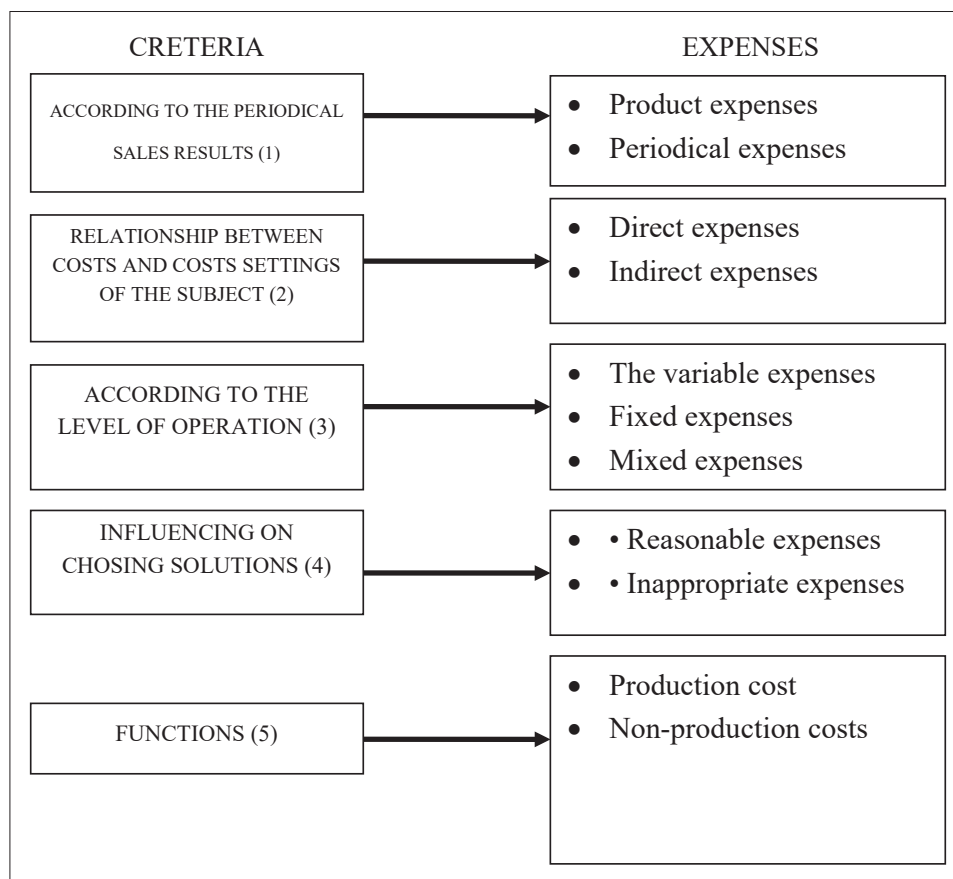 CRETERIA
EXPENSES
ACCORDING TO THE PERIODICAL
SALES RESULTS (1)
• Product expenses
• Periodical expenses
RELATIONSHIP BETWEEN
COSTS AND COSTS SETTINGS
OF THE SUBJECT (2)
• Direct expenses
• Indirect expenses
ACCORDING TO THE
LEVEL OF OPERATION (3)
• The variable expenses
• Fixed expenses
• Mixed expenses
INFLUENCING ON
CHOSING SOLUTIONS (4)
• • Reasonable expenses
• • Inappropriate expenses
FUNCTIONS (5)
• Production cost
• Non-production costs